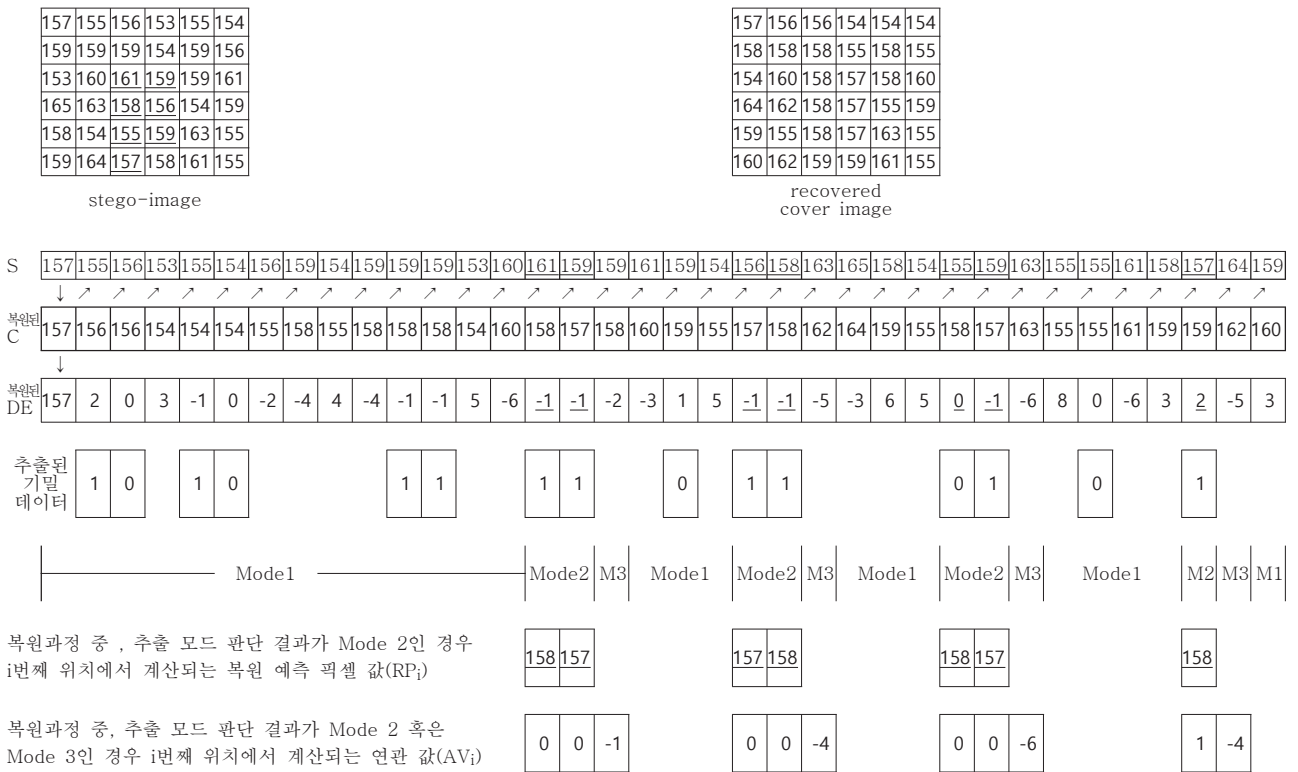 157 155 156 153 155 154
159 159 159 154 159 156
153 160 161 159 159 161
165 163 158 156 154 159
158 154 155 159 163 155
159 164 157 158 161 155
stego-image
157 156 156 154 154 154
158 158 158 155 158 155
154 160 158 157 158 160
164 162 158 157 155 159
159 155 158 157 163 155
160 162 159 159 161 155
recovered
cover image
S 157 155 156 153 155 154 156 159 154 159 159 159 153 160 161 159 159 161 159 154 156 158 163 165 158 154 155 159 163 155 155 161 158 157 164 159
↓ ↗ ↗ ↗ ↗ ↗ ↗ ↗ ↗ ↗ ↗ ↗ ↗ ↗ ↗ ↗ ↗ ↗ ↗ ↗ ↗ ↗ ↗ ↗ ↗ ↗ ↗ ↗ ↗ ↗ ↗ ↗ ↗ ↗ ↗ ↗
복원된
C 157 156 156 154 154 154 155 158 155 158 158 158 154 160 158 157 158 160 159 155 157 158 162 164 159 155 158 157 163 155 155 161 159 159 162 160
↓
복원된
DE 157 2 0 3 -1 0 -2 -4 4 -4 -1 -1 5 -6 -1 -1 -2 -3 1 5 -1 -1 -5 -3 6 5 0 -1 -6 8 0 -6 3 2 -5 3
추출된
기밀
데이터
1 0 1 0 1 1 1 1 0 1 1 0 1 0 1
Mode1 Mode2 M3 Mode1 Mode2 M3 Mode1 Mode2 M3 Mode1 M2 M3 M1
복원과정 중 , 추출 모드 판단 결과가 Mode 2인 경우
i번째 위치에서 계산되는 복원 예측 픽셀 값(RPi)
158 157 157 158 158 157 158
복원과정 중, 추출 모드 판단 결과가 Mode 2 혹은
Mode 3인 경우 i번째 위치에서 계산되는 연관 값(AVi)
0 0 -1 0 0 -4 0 0 -6 1 -4